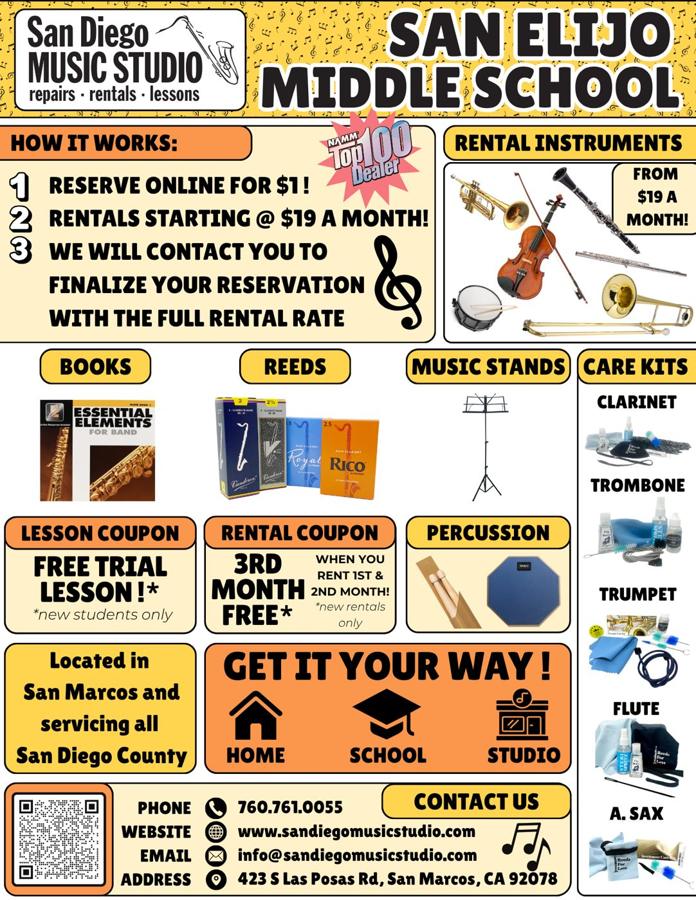 San Diego
MUSIC STUDIO
repairs · rentals · lessons
SAN ELIJO
MIDDLE SCHOOL
HOW IT WORKS:
NAMM
Top100
Dealer
1 RESERVE ONLINE FOR $1 !
2 RENTALS STARTING @ $19 A MONTH!
3 WE WILL CONTACT YOU TO
FINALIZE YOUR RESERVATION
WITH THE FULL RENTAL RATE
RENTAL INSTRUMENTS
FROM
$19 A
MONTH!
BOOKS
ESSENTIAL
ELEMENTS
FOR BAND
REEDS
Royal
RICO
MUSIC STANDS
CARE KITS
CLARINET
TROMBONE
TRUMPET
FLUTE
A. SAX
LESSON COUPON
FREE TRIAL
LESSON !*
*new students only
RENTAL COUPON
3RD
MONTH
FREE*
WHEN YOU
RENT 1ST &
2ND MONTH!
*new rentals
only
PERCUSSION
Located in
San Marcos and
servicing all
San Diego County
GET IT YOUR WAY !
HOME
SCHOOL
STUDIO
CONTACT US
PHONE 760.761.0055
WEBSITE www.sandiegomusicstudio.com
EMAIL info@sandiegomusicstudio.com
ADDRESS 423 S Las Posas Rd, San Marcos, CA 92078